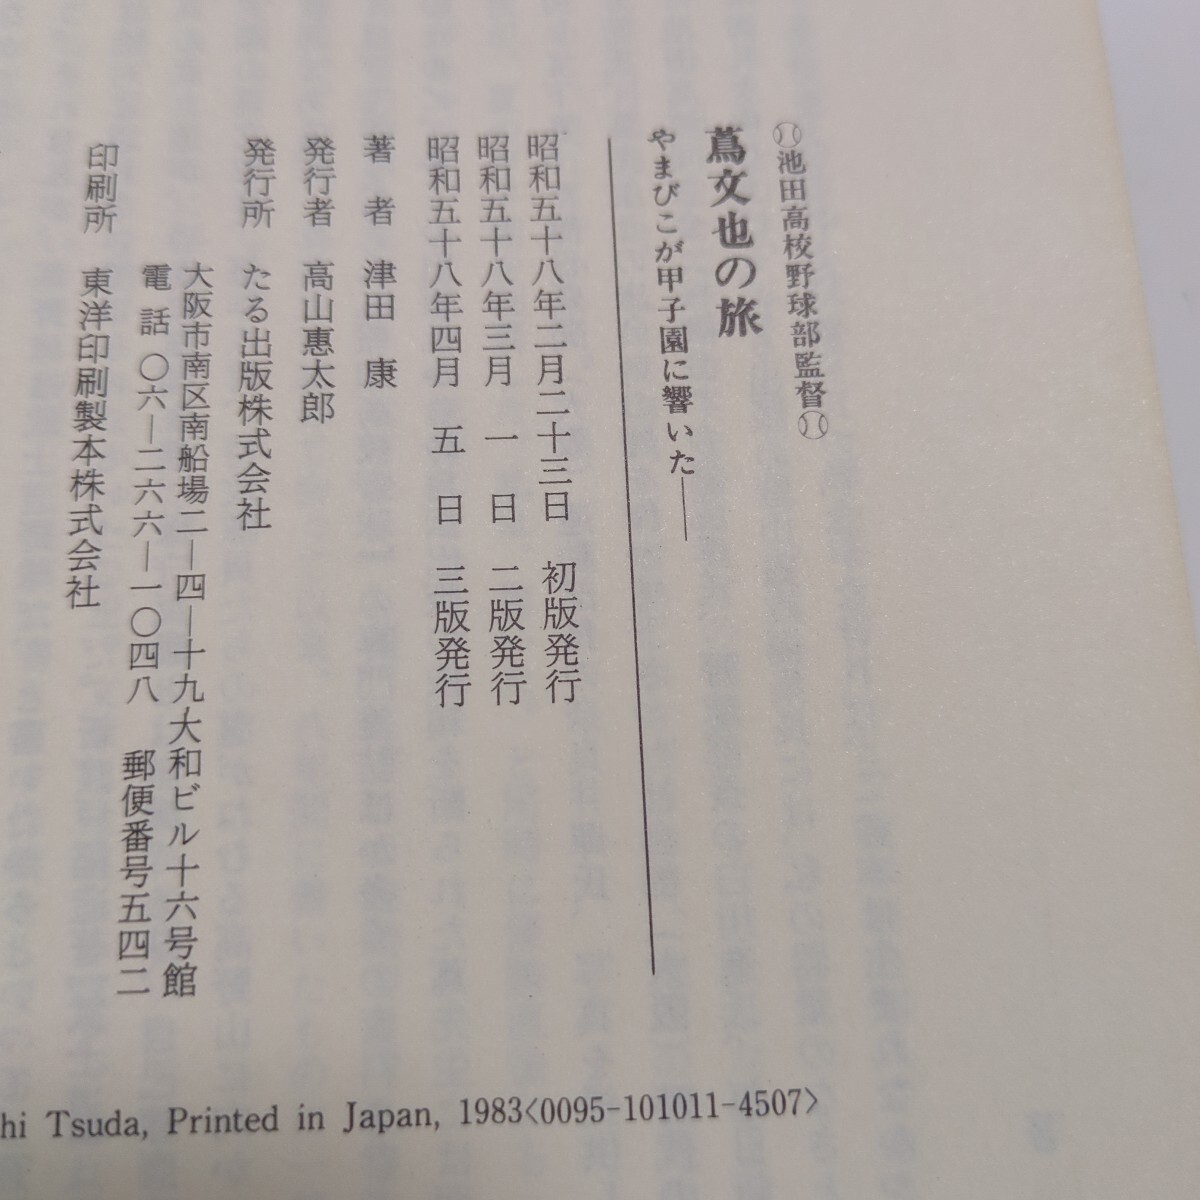 池田高校野球部監督
蔦文也の旅
やまびこが甲子園に響いた——
昭和五十八年二月二十三日 初版発行
昭和五十八年三月 一 日 二版発行
昭和五十八年四月 五 日 三版発行
著 者 津田 康
発行者 高山惠太郎
発行所 たる出版株式会社
大阪市南区南船場二―四―十九大和ビル十六号館
電 話 〇六―二六六―一〇四八 郵便番号五四二
印刷所 東洋印刷製本株式会社
hi Tsuda, Printed in Japan, 1983<0095-101011-4507>